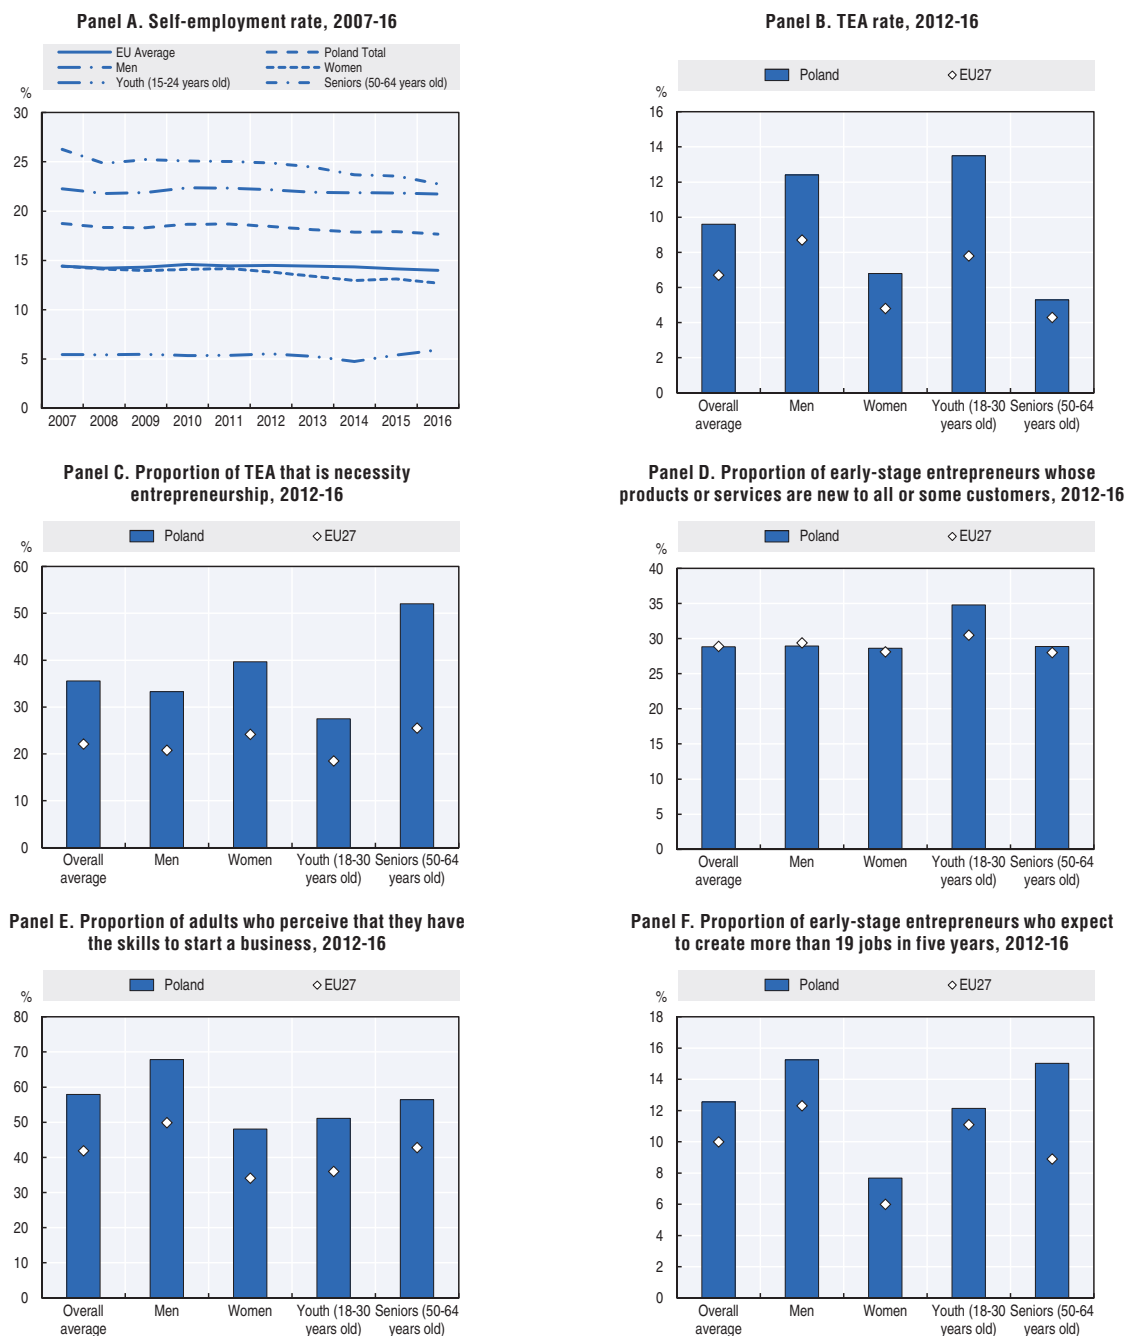 Panel A. Self-employment rate, 2007-16
EU Average
Poland Total
Men
Women
Youth (15-24 years old)
Seniors (50-64 years old)
%
30
25
20
15
10
5
0
2007 2008 2009 2010 2011 2012 2013 2014 2015 2016
Panel B. TEA rate, 2012-16
Poland
EU27
%
16
14
12
10
8
6
4
2
0
Overall Men Women Youth (18-30 Seniors (50-64
average years old) years old)
Panel C. Proportion of TEA that is necessity
entrepreneurship, 2012-16
Poland
EU27
%
60
50
40
30
20
10
0
Overall Men Women Youth (18-30 Seniors (50-64
average years old) years old)
Panel D. Proportion of early-stage entrepreneurs whose
products or services are new to all or some customers, 2012-16
Poland
EU27
%
40
35
30
25
20
15
10
5
0
Overall Men Women Youth (18-30 Seniors (50-64
average years old) years old)
Panel E. Proportion of adults who perceive that they have
the skills to start a business, 2012-16
Poland
EU27
%
80
70
60
50
40
30
20
10
0
Overall Men Women Youth (18-30 Seniors (50-64
average years old) years old)
Panel F. Proportion of early-stage entrepreneurs who expect
to create more than 19 jobs in five years, 2012-16
Poland
EU27
%
18
16
14
12
10
8
6
4
2
0
Overall Men Women Youth (18-30 Seniors (50-64
average years old) years old)